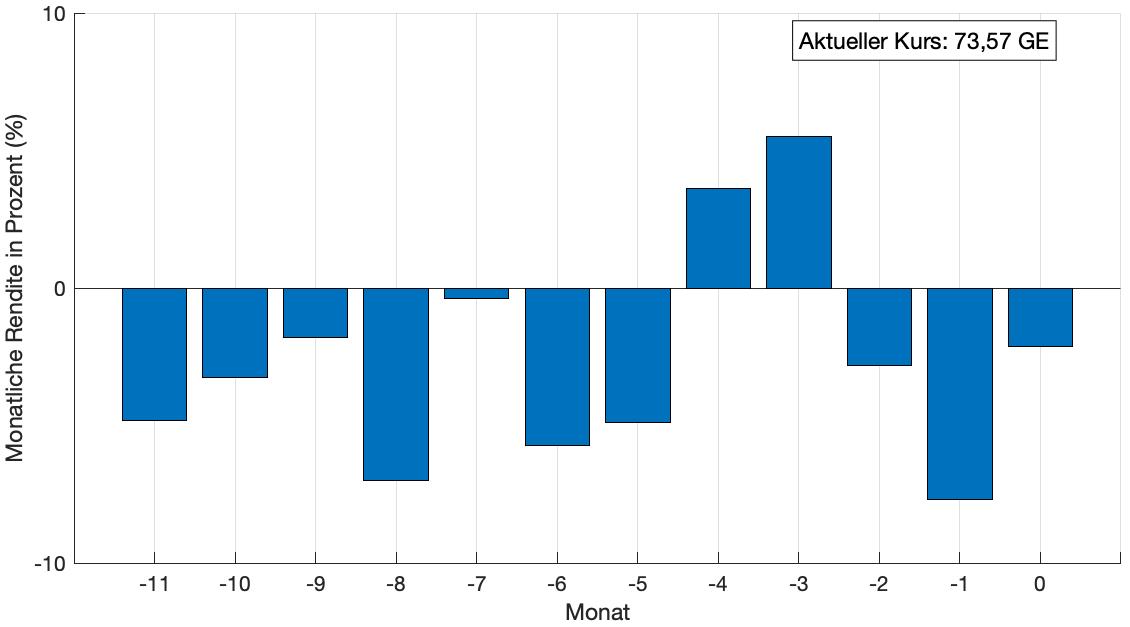 10
Aktueller Kurs: 73,57 GE
Monatliche Rendite in Prozent (%)
0
-10
-11 -10 -9 -8 -7 -6 -5 -4 -3 -2 -1 0
Monat